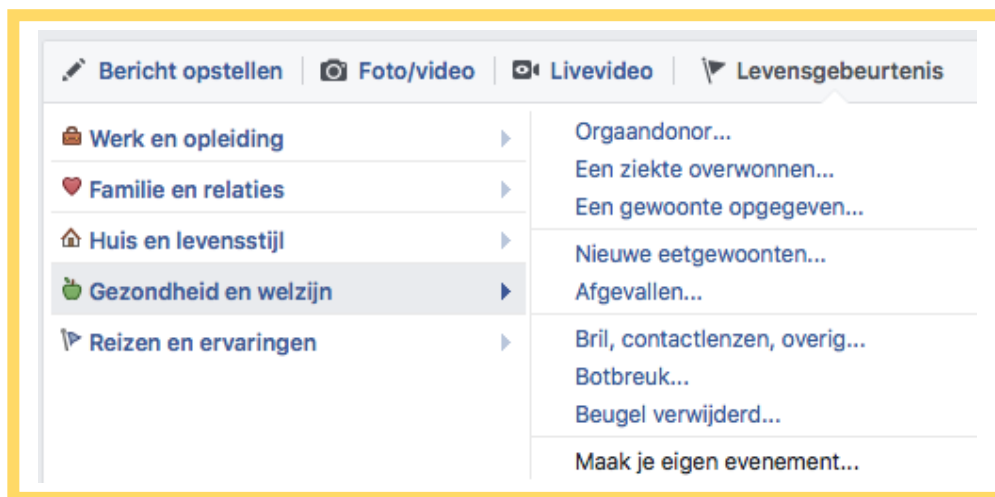 Bericht opstellen Foto/video Livevideo Levensgebeurtenis
Werk en opleiding
Familie en relaties
Huis en levensstijl
Gezondheid en welzijn
Reizen en ervaringen
Orgaandonor...
Een ziekte overwonnen...
Een gewoonte opgegeven...
Nieuwe eetgewoonten...
Afgevallen...
Bril, contactlenzen, overig...
Botbreuk...
Beugel verwijderd...
Maak je eigen evenement...